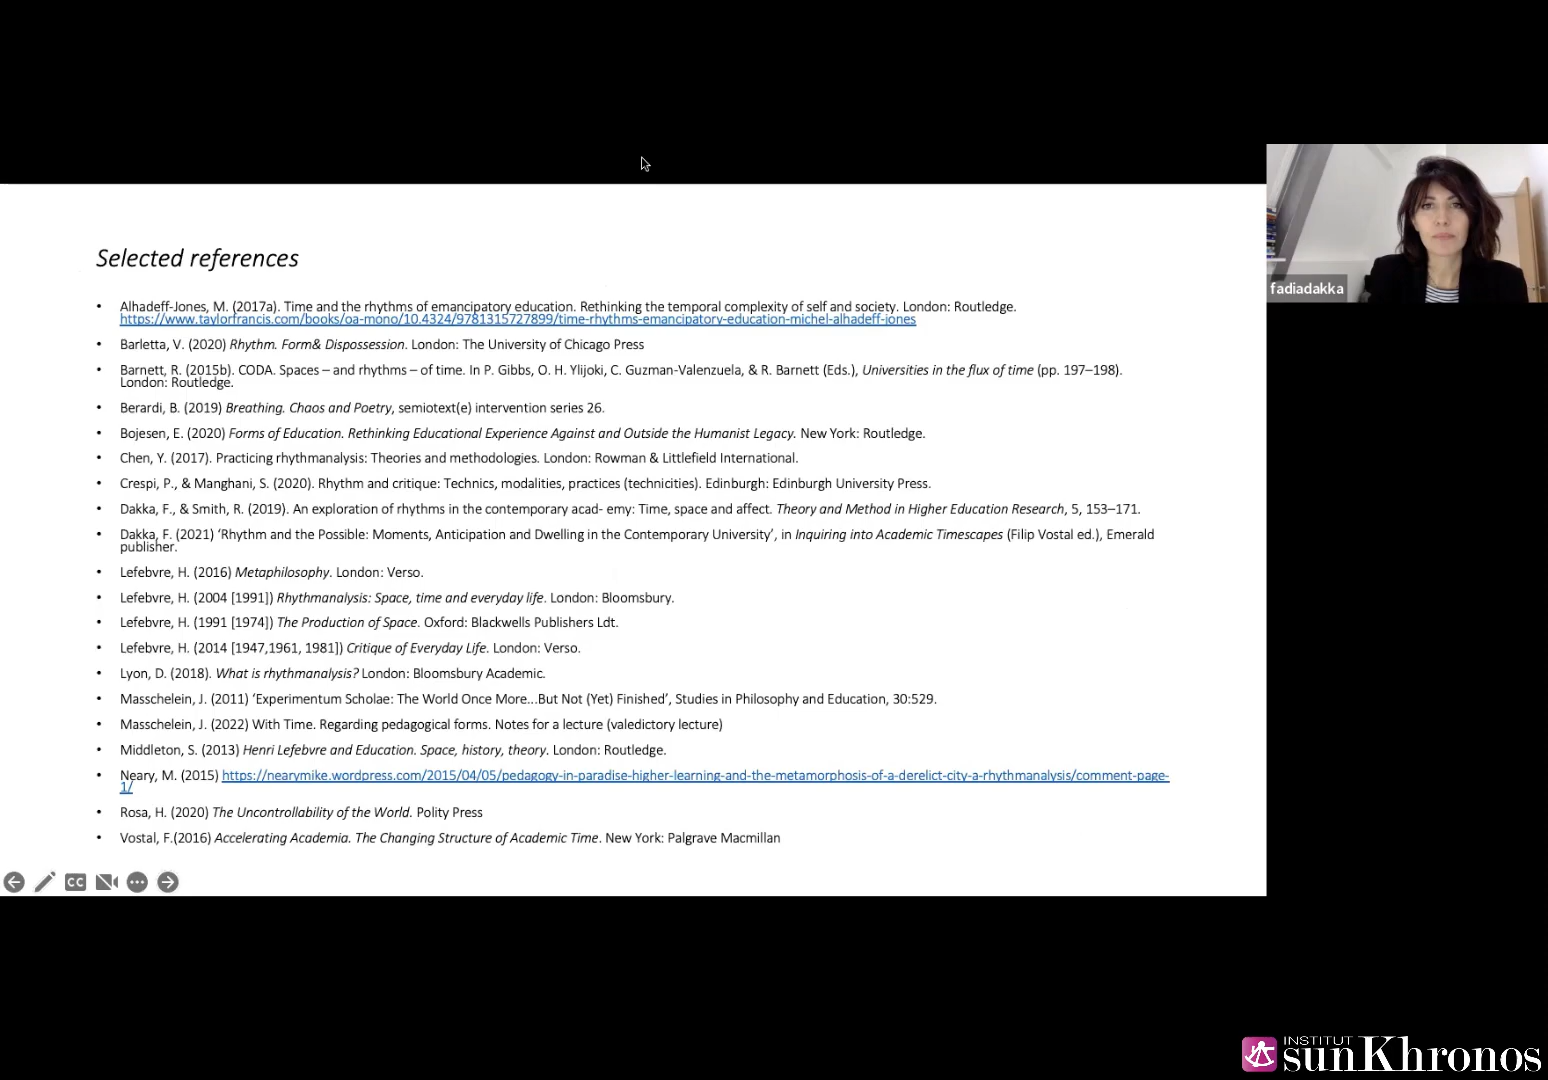 Selected references
• Alhadeff-Jones, M. (2017a). Time and the rhythms of emancipatory education. Rethinking the temporal complexity of self and society. London: Routledge.
https://www.taylorfrancis.com/books/oa-mono/10.4324/9781315727899/time-rhythms-emancipatory-education-michel-alhadeff-jones
• Barletta, V. (2020) Rhythm. Form& Dispossession. London: The University of Chicago Press
• Barnett, R. (2015b). CODA. Spaces – and rhythms – of time. In P. Gibbs, O. H. Ylijoki, C. Guzman-Valenzuela, & R. Barnett (Eds.), Universities in the flux of time (pp. 197–198).
London: Routledge.
• Berardi, B. (2019) Breathing. Chaos and Poetry, semiotext(e) intervention series 26.
• Bojesen, E. (2020) Forms of Education. Rethinking Educational Experience Against and Outside the Humanist Legacy. New York: Routledge.
• Chen, Y. (2017). Practicing rhythmanalysis: Theories and methodologies. London: Rowman & Littlefield International.
• Crespi, P., & Manghani, S. (2020). Rhythm and critique: Technics, modalities, practices (technicities). Edinburgh: Edinburgh University Press.
• Dakka, F., & Smith, R. (2019). An exploration of rhythms in the contemporary acad- emy: Time, space and affect. Theory and Method in Higher Education Research, 5, 153–171.
• Dakka, F. (2021) ‘Rhythm and the Possible: Moments, Anticipation and Dwelling in the Contemporary University’, in Inquiring into Academic Timescapes (Filip Vostal ed.), Emerald
publisher.
• Lefebvre, H. (2016) Metaphilosophy. London: Verso.
• Lefebvre, H. (2004 [1991]) Rhythmanalysis: Space, time and everyday life. London: Bloomsbury.
• Lefebvre, H. (1991 [1974]) The Production of Space. Oxford: Blackwells Publishers Ldt.
• Lefebvre, H. (2014 [1947,1961, 1981]) Critique of Everyday Life. London: Verso.
• Lyon, D. (2018). What is rhythmanalysis? London: Bloomsbury Academic.
• Masschelein, J. (2011) ‘Experimentum Scholae: The World Once More…But Not (Yet) Finished’, Studies in Philosophy and Education, 30:529.
• Masschelein, J. (2022) With Time. Regarding pedagogical forms. Notes for a lecture (valedictory lecture)
• Middleton, S. (2013) Henri Lefebvre and Education. Space, history, theory. London: Routledge.
• Neary, M. (2015) https://nearymike.wordpress.com/2015/04/05/pedagogy-in-paradise-higher-learning-and-the-metamorphosis-of-a-derelict-city-a-rhythmanalysis/comment-page-
1/
• Rosa, H. (2020) The Uncontrollability of the World. Polity Press
• Vostal, F.(2016) Accelerating Academia. The Changing Structure of Academic Time. New York: Palgrave Macmillan
CC
fadiadakka
INSTITUT
sunKhronos